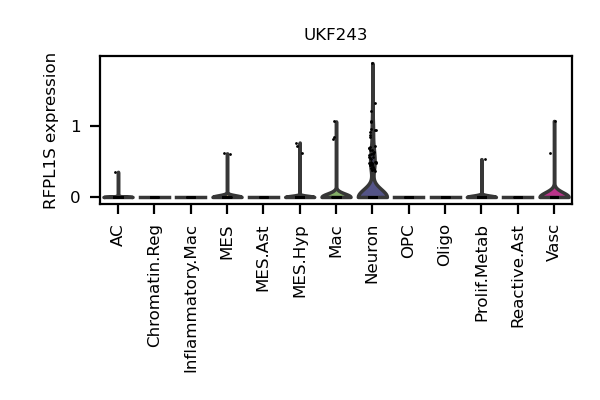 UKF243
RFPL1S expression
1
0
AC
Chromatin.Reg
Inflammatory.Mac
MES
MES.Ast
MES.Hyp
Mac
Neuron
OPC
Oligo
Prolif.Metab
Reactive.Ast
Vasc